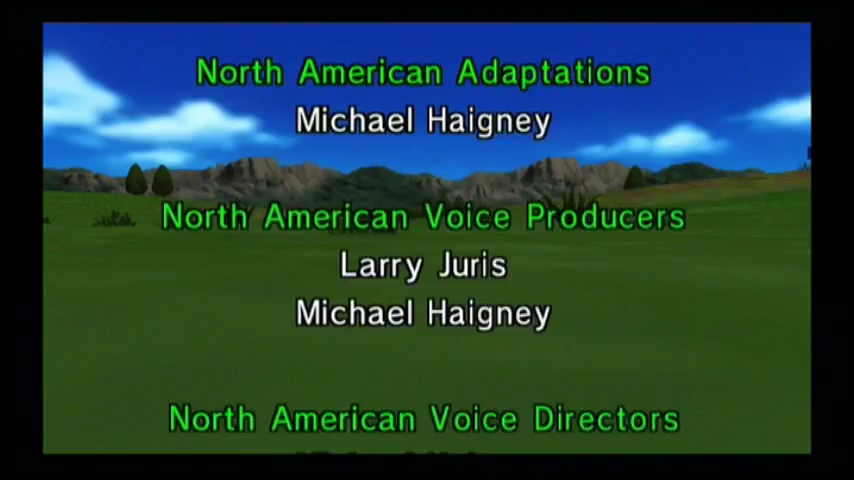 North American Adaptations
Michael Haigney
North American Voice Producers
Larry Juris
Michael Haigney
North American Voice Directors